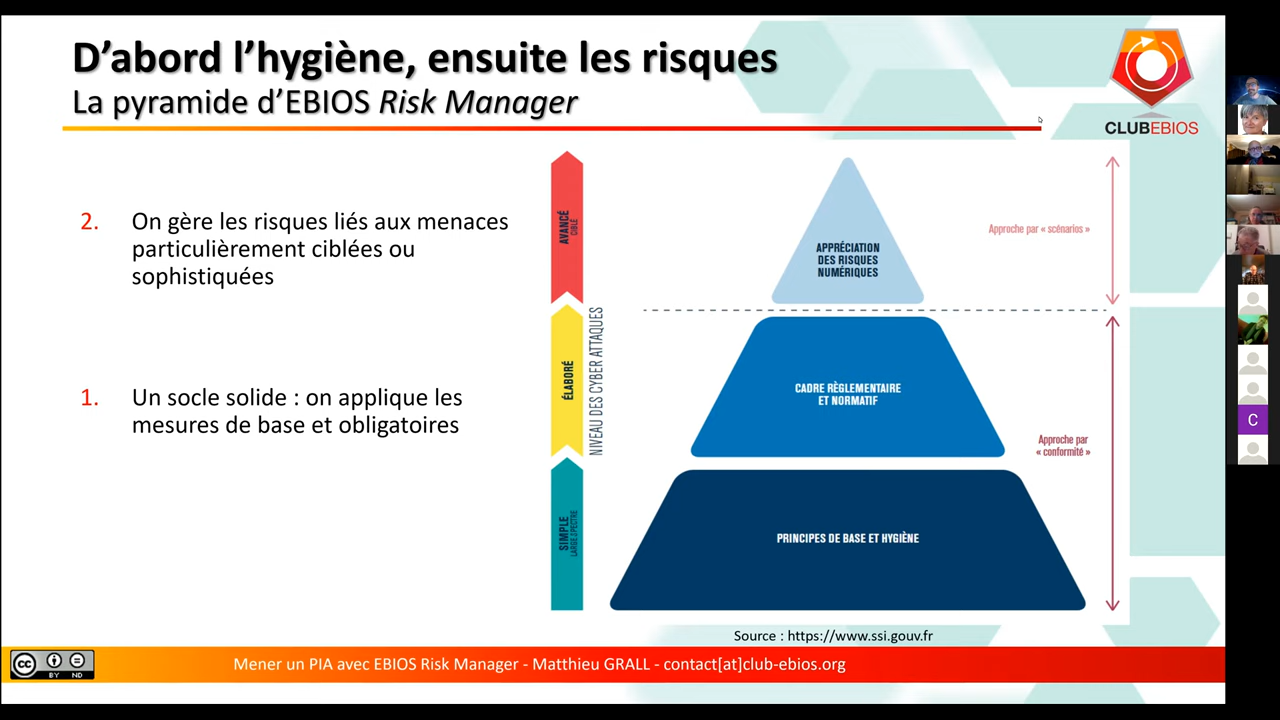 D’abord l’hygiène, ensuite les risques
La pyramide d’EBIOS Risk Manager
CLUBEBIOS
2. On gère les risques liés aux menaces
particulièrement ciblées ou
sophistiquées
1. Un socle solide : on applique les
mesures de base et obligatoires
AVANCÉ
CIBLÉ
ÉLABORÉ
SIMPLE
LARGE SPECTRE
NIVEAU DES CYBER ATTAQUES
APPRÉCIATION
DES RISQUES
NUMÉRIQUES
CADRE RÈGLEMENTAIRE
ET NORMATIF
PRINCIPES DE BASE ET HYGIÈNE
Approche par « scénarios »
Approche par
« conformité »
Source : https://www.ssi.gouv.fr
cc
BY ND
Mener un PIA avec EBIOS Risk Manager - Matthieu GRALL - contact[at]club-ebios.org
C